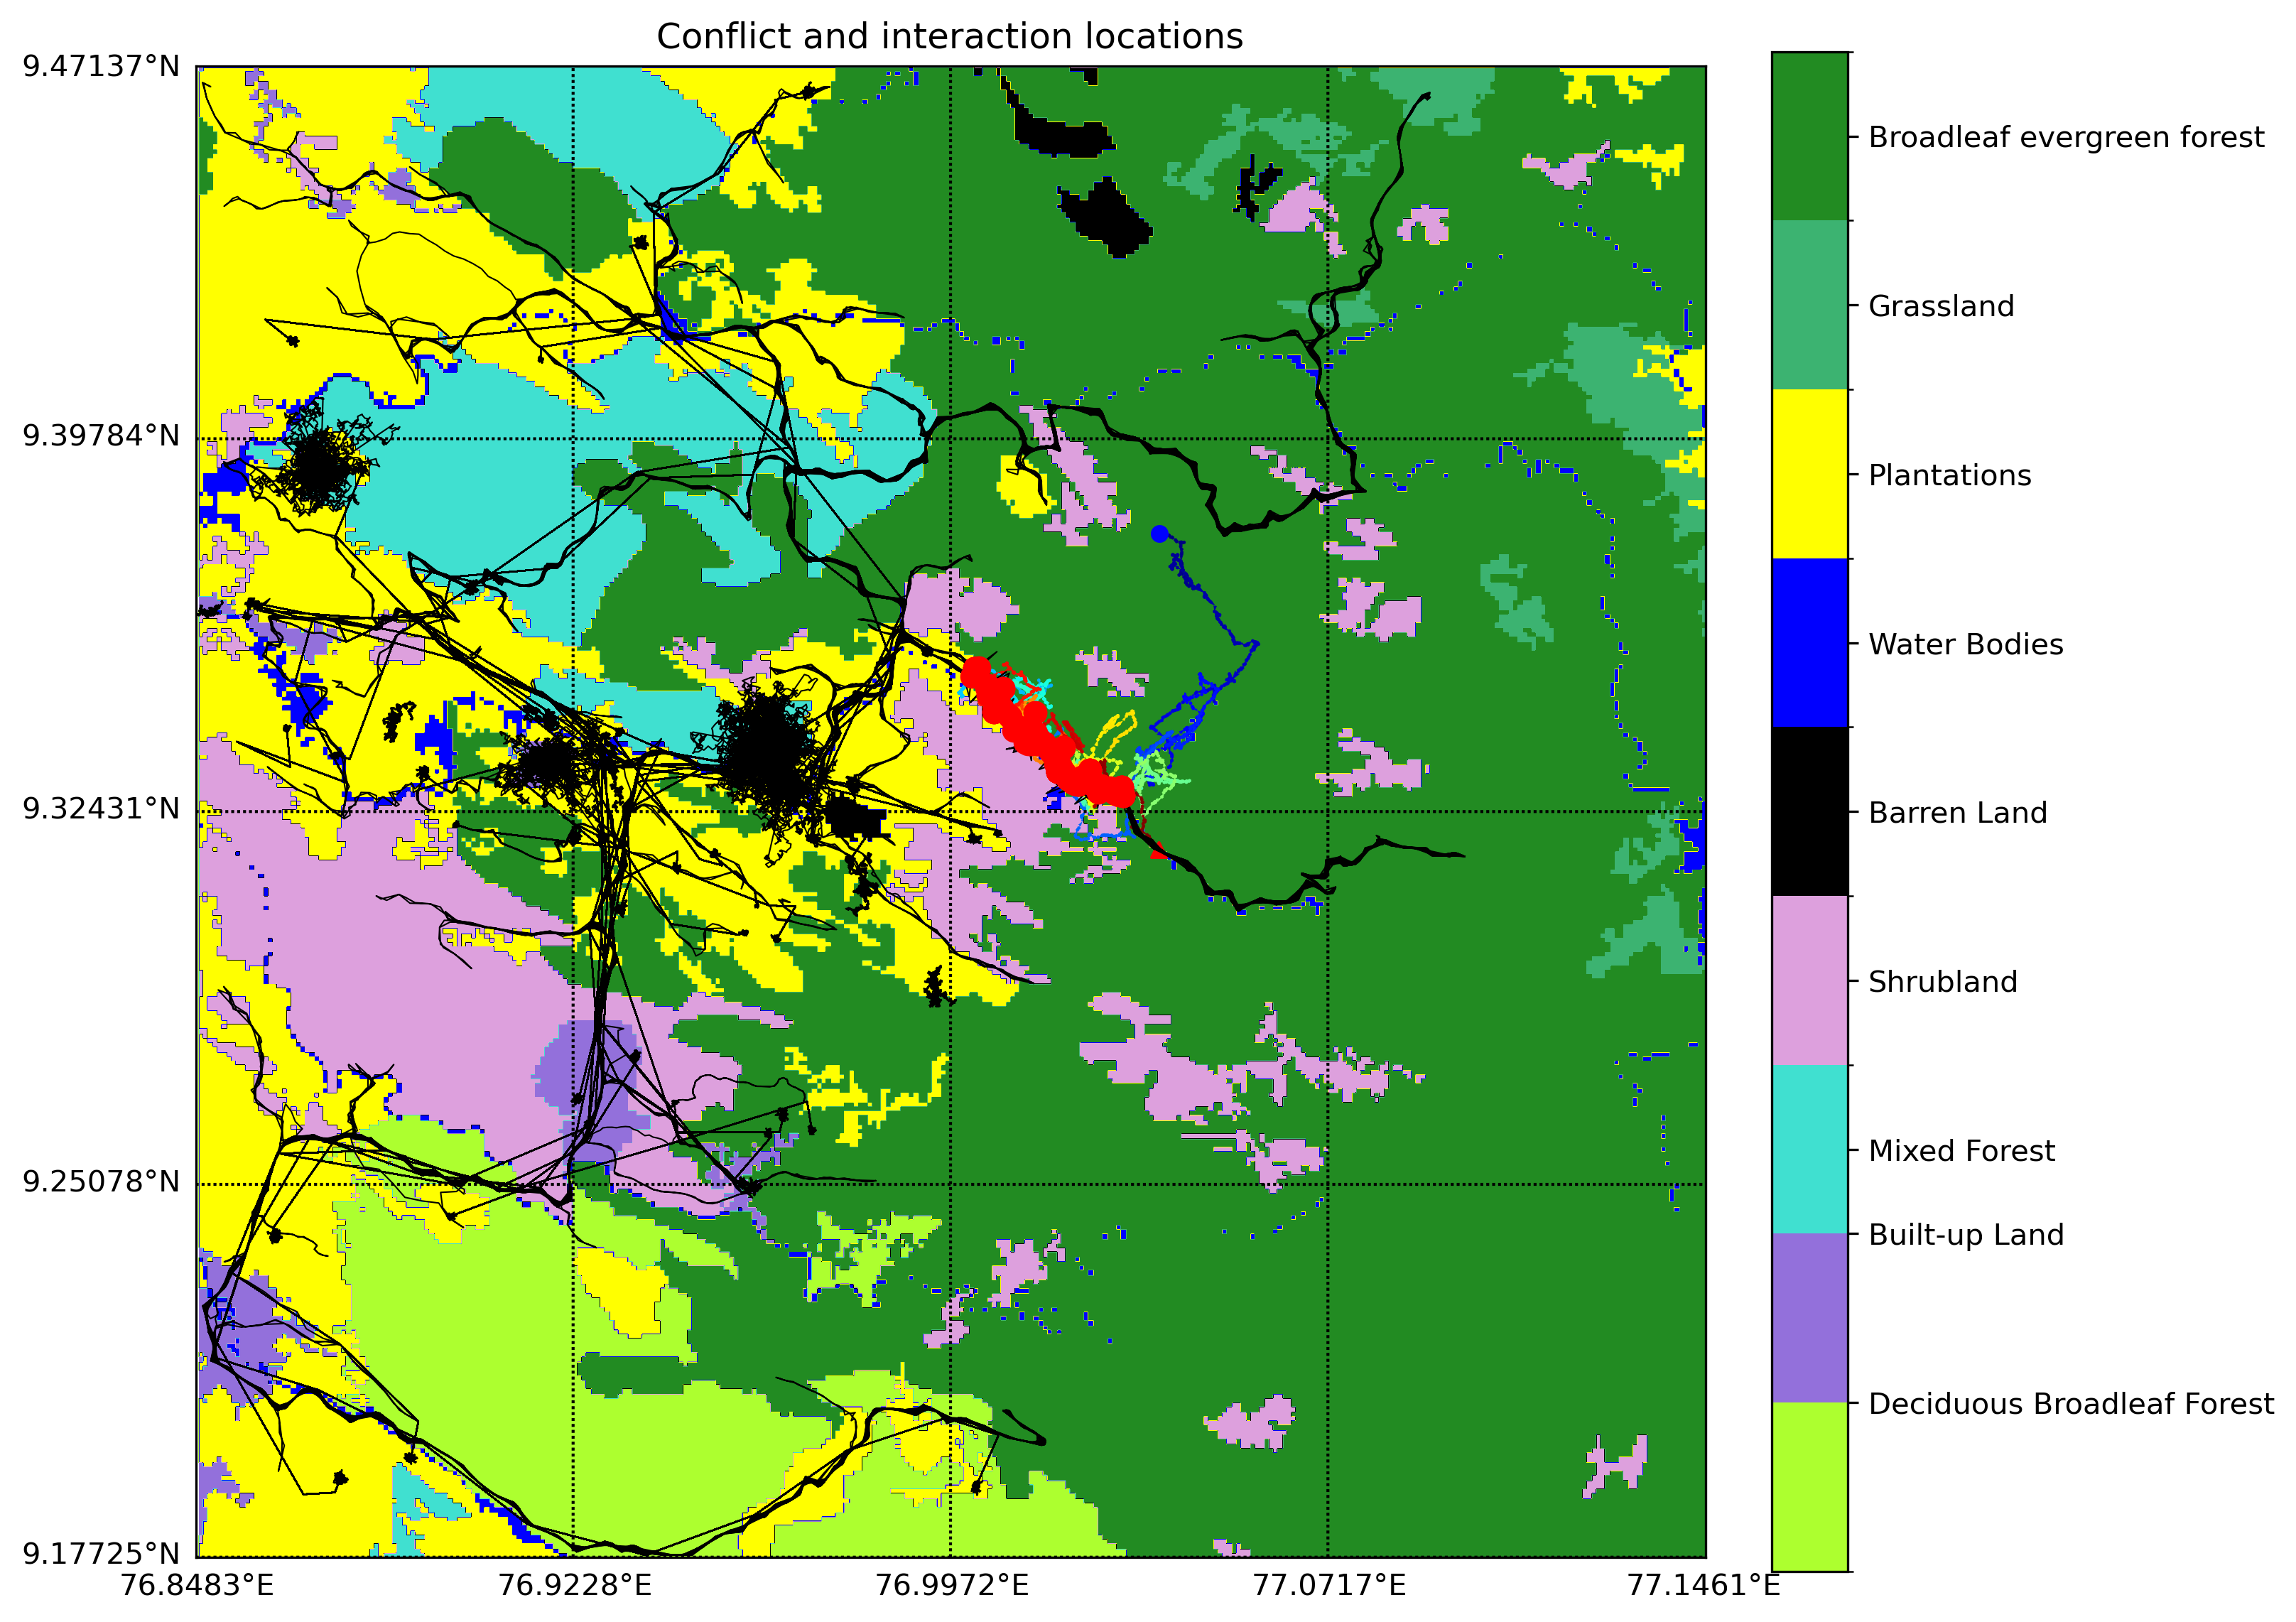 Conflict and interaction locations
9.47137°N
9.39784°N
9.32431°N
9.25078°N
9.17725°N
76.8483°E
76.9228°E
76.9972°E
77.0717°E
77.1461°E
Broadleaf evergreen forest
Grassland
Plantations
Water Bodies
Barren Land
Shrubland
Mixed Forest
Built-up Land
Deciduous Broadleaf Forest